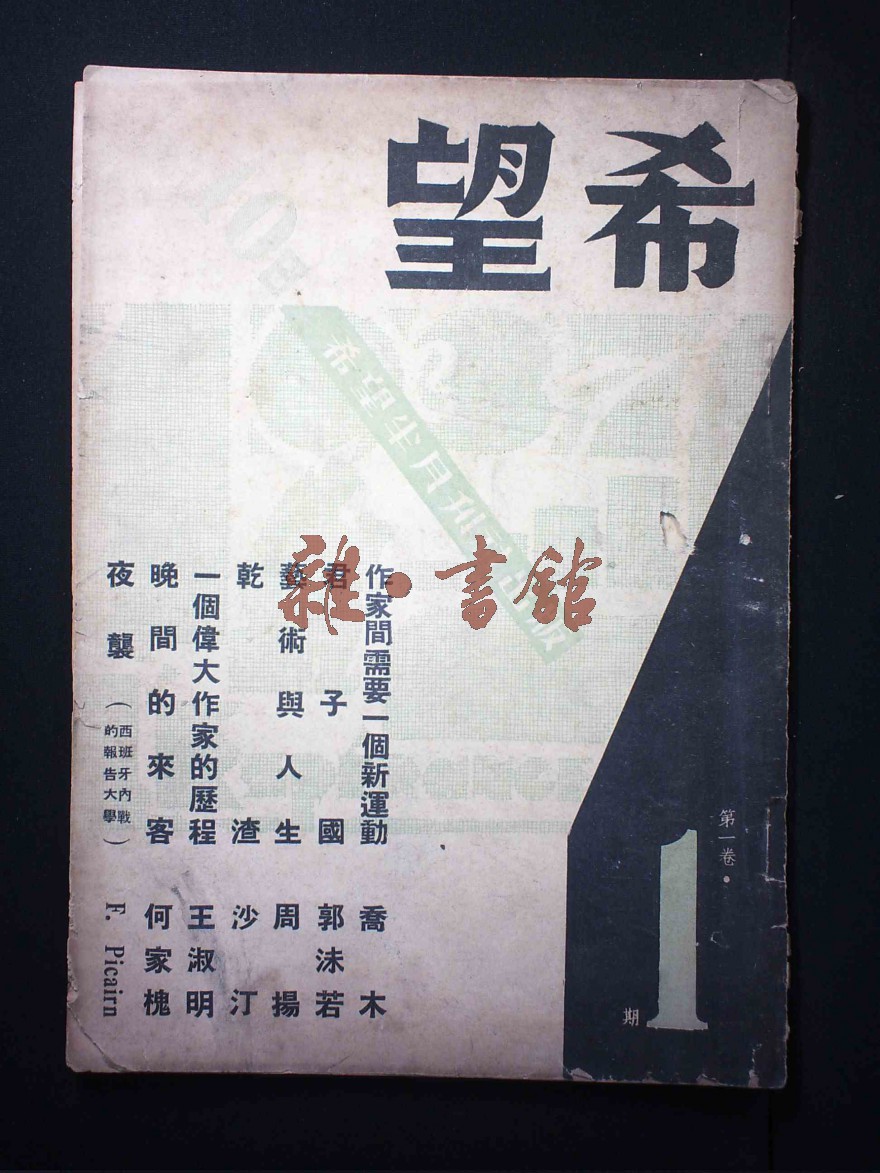 希望
希望半月刊社出版
作家間需要一個新運動 喬木
君子國 郭沫若
藝術與人生 周揚
乾渣 沙汀
一個偉大作家的歷程 王淑明
晚間的來客 何家槐
夜襲（西班牙內戰的報告大學） F. Picairn
第一卷・
1
期
雜・書館